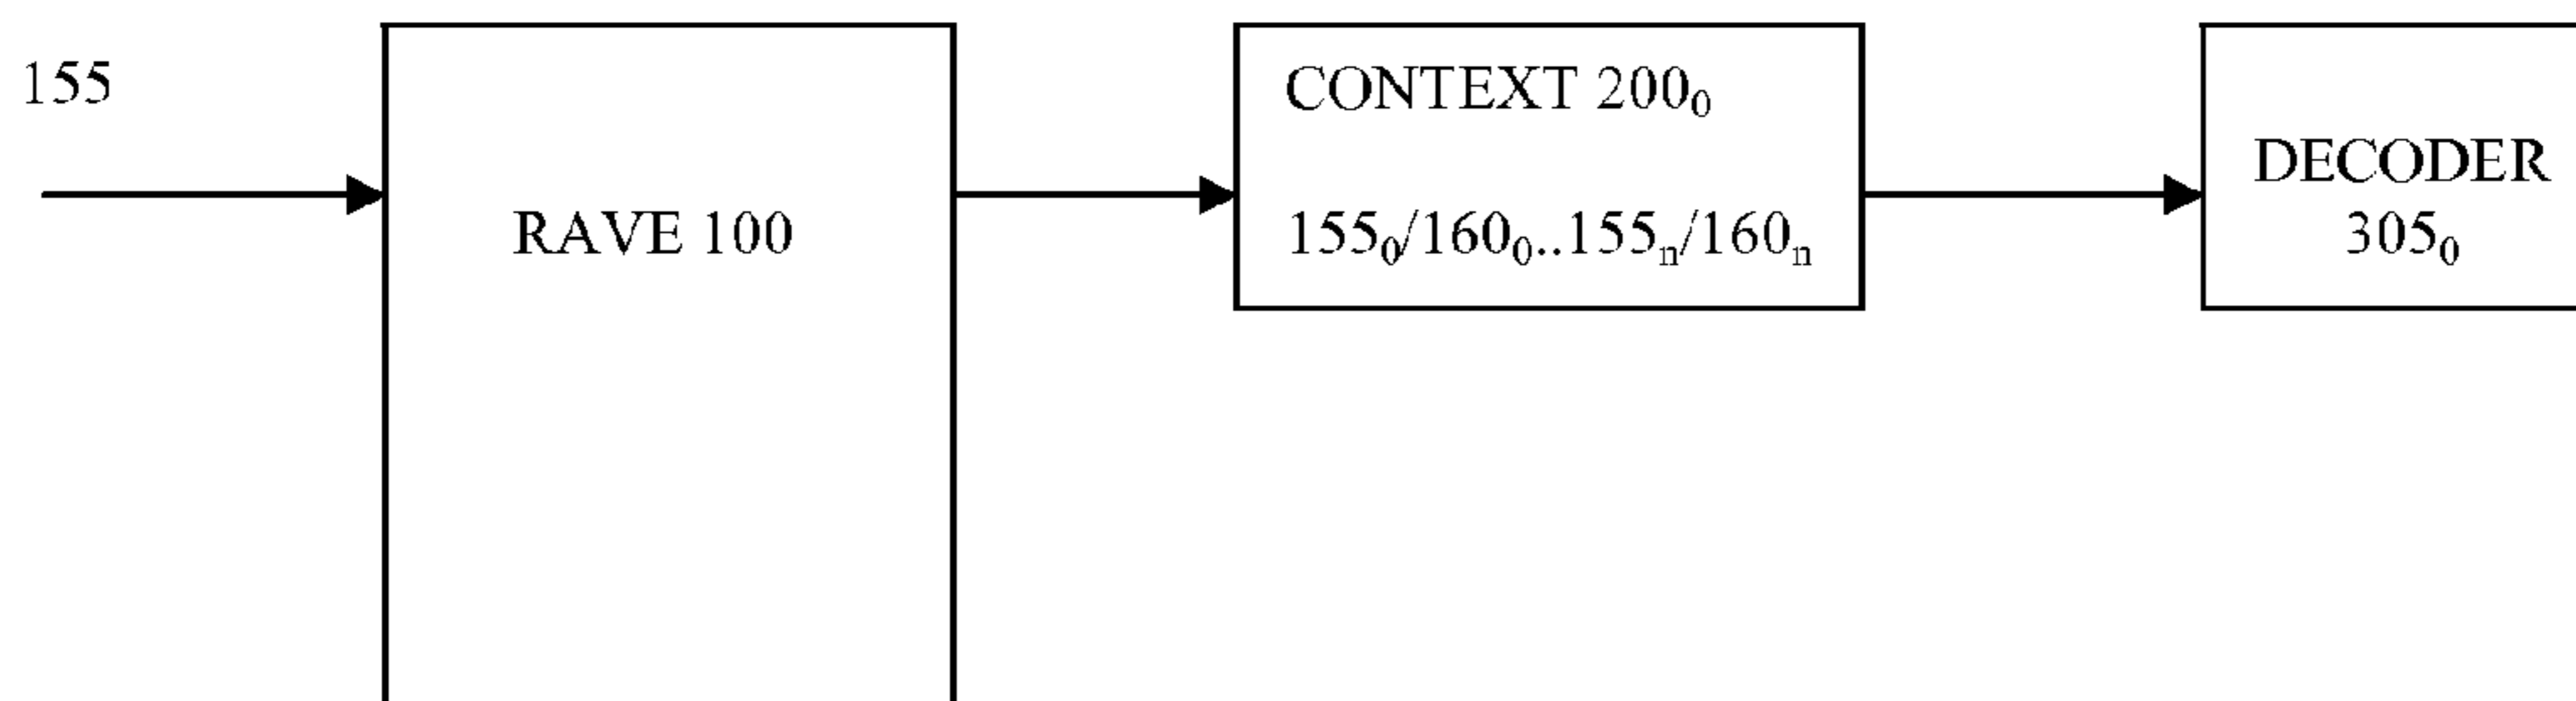 155
RAVE 100
CONTEXT 200₀
155₀/160₀..155ₙ/160ₙ
DECODER
305₀